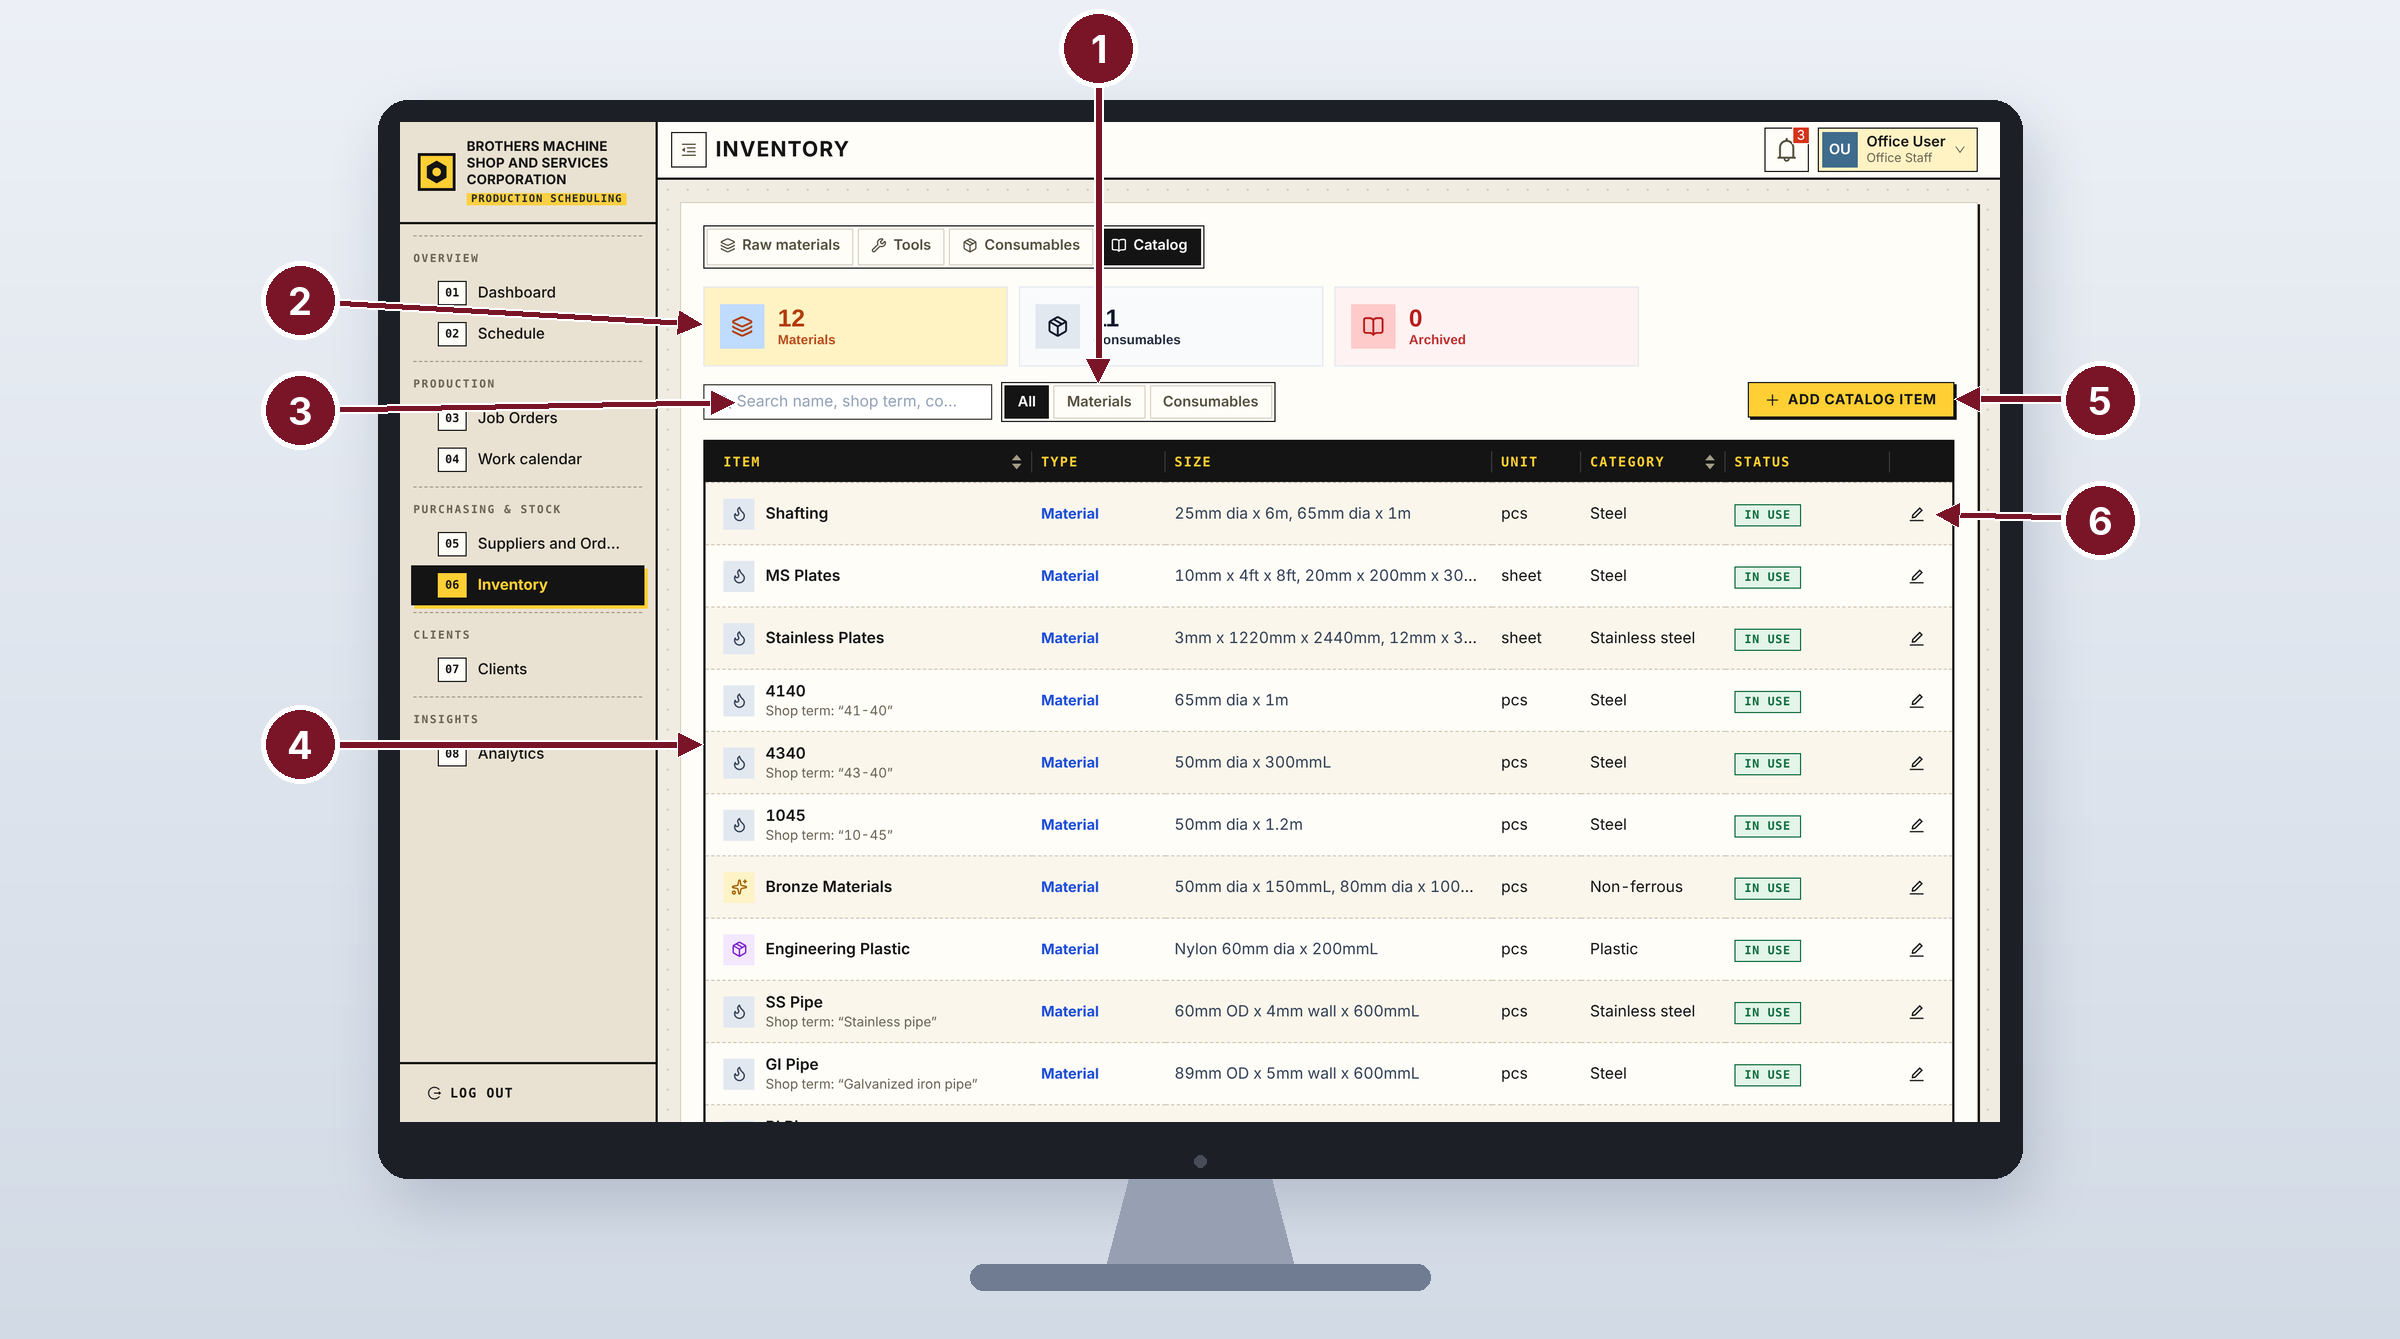 1
BROTHERS MACHINE
SHOP AND SERVICES
CORPORATION
PRODUCTION SCHEDULING
INVENTORY
3
OU
Office User
Office Staff
OVERVIEW
01 Dashboard
02 Schedule
PRODUCTION
03 Job Orders
04 Work calendar
PURCHASING & STOCK
05 Suppliers and Ord...
06 Inventory
CLIENTS
07 Clients
INSIGHTS
08 Analytics
LOG OUT
2
3
4
Raw materials Tools Consumables Catalog
12
Materials
1
onsumables
0
Archived
Search name, shop term, co...
All Materials Consumables
+ ADD CATALOG ITEM
5
6
ITEM TYPE SIZE UNIT CATEGORY STATUS
Shafting Material 25mm dia x 6m, 65mm dia x 1m pcs Steel IN USE
MS Plates Material 10mm x 4ft x 8ft, 20mm x 200mm x 30... sheet Steel IN USE
Stainless Plates Material 3mm x 1220mm x 2440mm, 12mm x 3... sheet Stainless steel IN USE
4140 Material 65mm dia x 1m pcs Steel IN USE
Shop term: “41-40”
4340 Material 50mm dia x 300mmL pcs Steel IN USE
Shop term: “43-40”
1045 Material 50mm dia x 1.2m pcs Steel IN USE
Shop term: “10-45”
Bronze Materials Material 50mm dia x 150mmL, 80mm dia x 100... pcs Non-ferrous IN USE
Engineering Plastic Material Nylon 60mm dia x 200mmL pcs Plastic IN USE
SS Pipe Material 60mm OD x 4mm wall x 600mmL pcs Stainless steel IN USE
Shop term: “Stainless pipe”
GI Pipe Material 89mm OD x 5mm wall x 600mmL pcs Steel IN USE
Shop term: “Galvanized iron pipe”